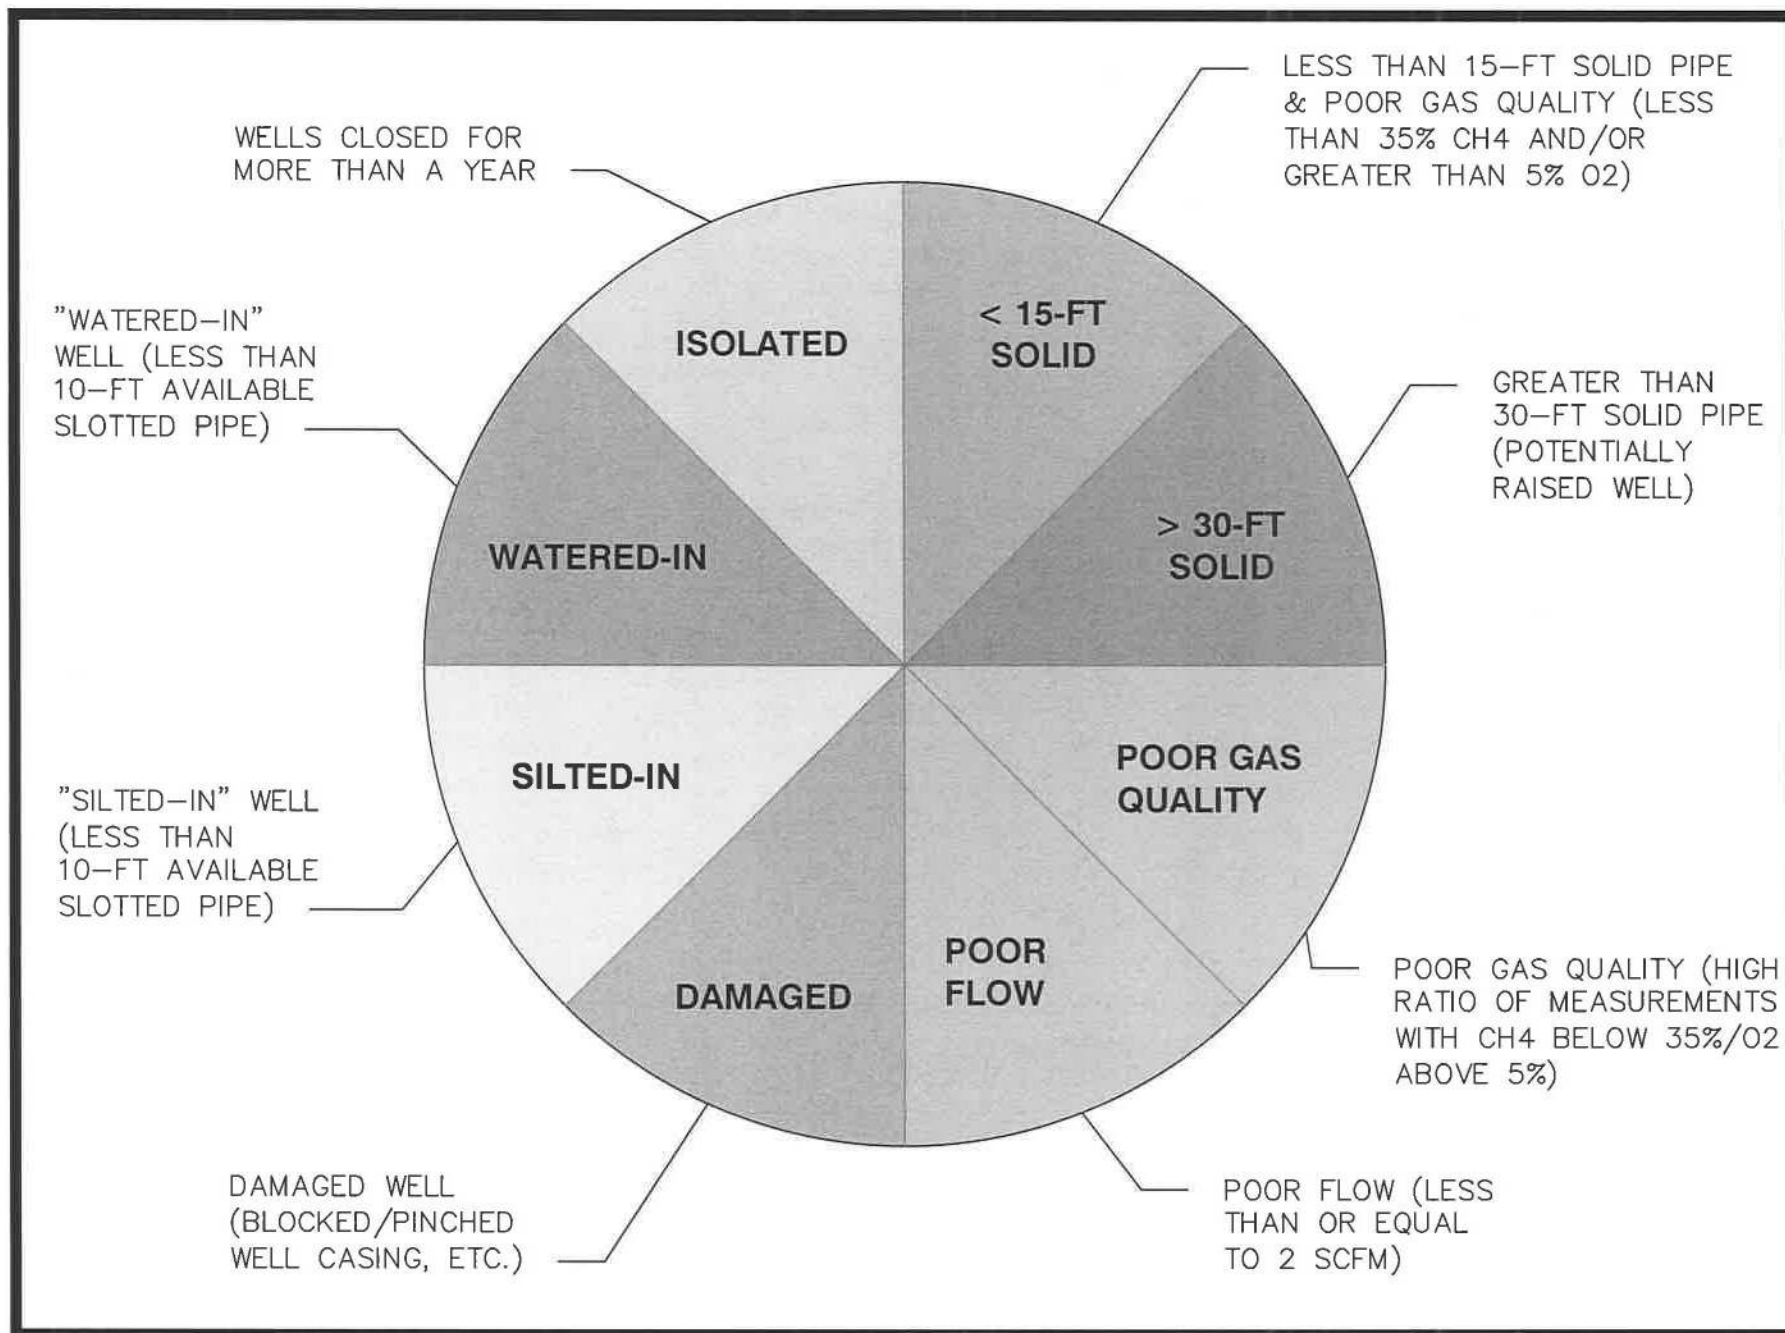 LESS THAN 15-FT SOLID PIPE
& POOR GAS QUALITY (LESS
THAN 35% CH4 AND/OR
GREATER THAN 5% O2)
WELLS CLOSED FOR
MORE THAN A YEAR
"WATERED-IN"
WELL (LESS THAN
10-FT AVAILABLE
SLOTTED PIPE)
ISOLATED
< 15-FT
SOLID
GREATER THAN
30-FT SOLID PIPE
(POTENTIALLY
RAISED WELL)
WATERED-IN
> 30-FT
SOLID
SILTED-IN
POOR GAS
QUALITY
"SILTED-IN" WELL
(LESS THAN
10-FT AVAILABLE
SLOTTED PIPE)
DAMAGED
POOR
FLOW
POOR GAS QUALITY (HIGH
RATIO OF MEASUREMENTS
WITH CH4 BELOW 35%/O2
ABOVE 5%)
DAMAGED WELL
(BLOCKED/PINCHED
WELL CASING, ETC.)
POOR FLOW (LESS
THAN OR EQUAL
TO 2 SCFM)